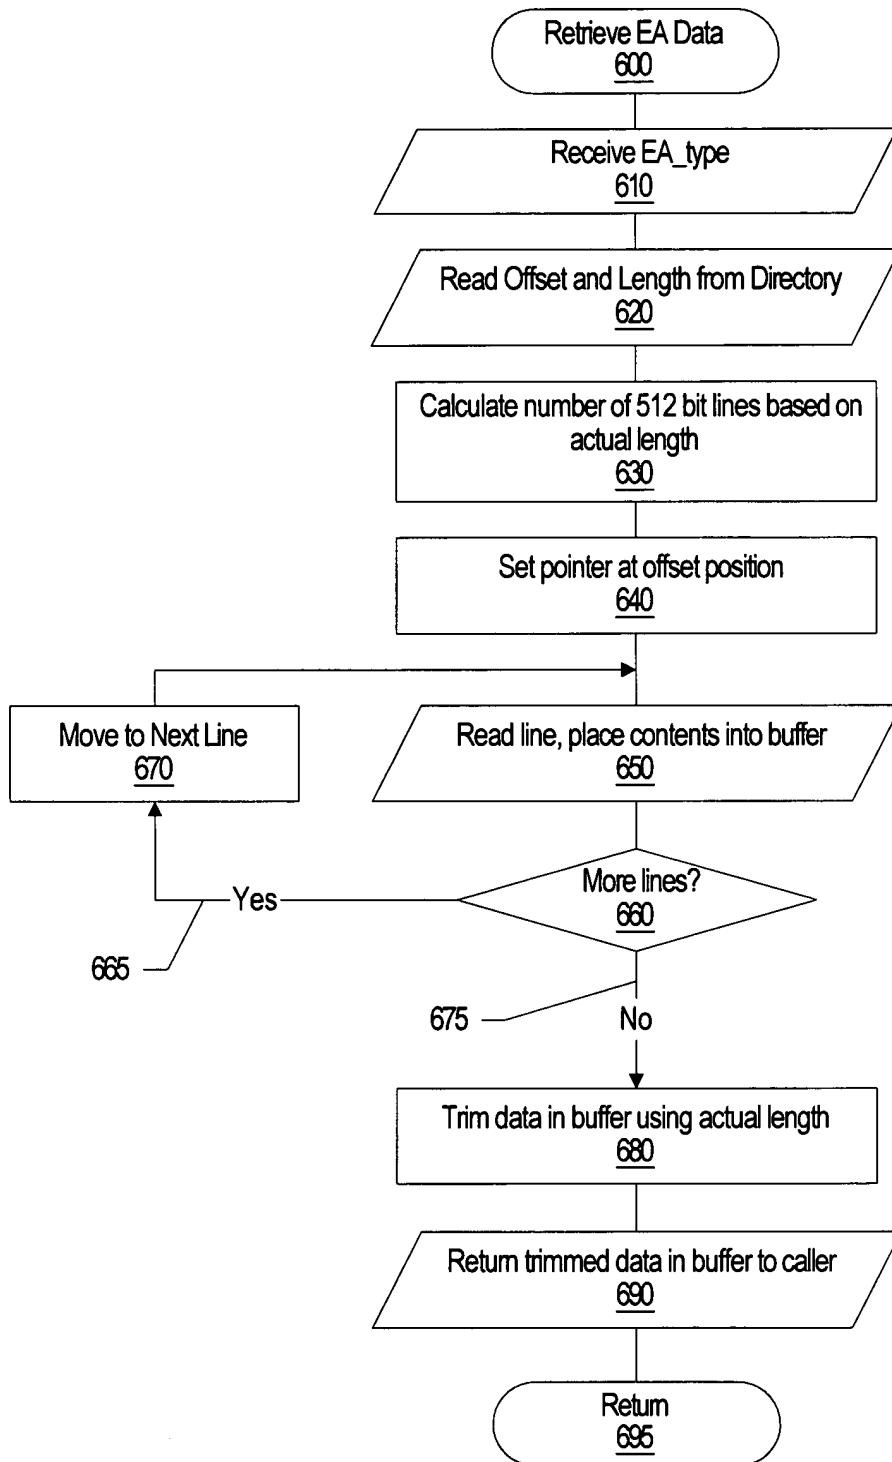 Retrieve EA Data
600
Receive EA_type
610
Read Offset and Length from Directory
620
Calculate number of 512 bit lines based on
actual length
630
Set pointer at offset position
640
Move to Next Line
670
Read line, place contents into buffer
650
More lines?
660
Yes
665
675
No
Trim data in buffer using actual length
680
Return trimmed data in buffer to caller
690
Return
695